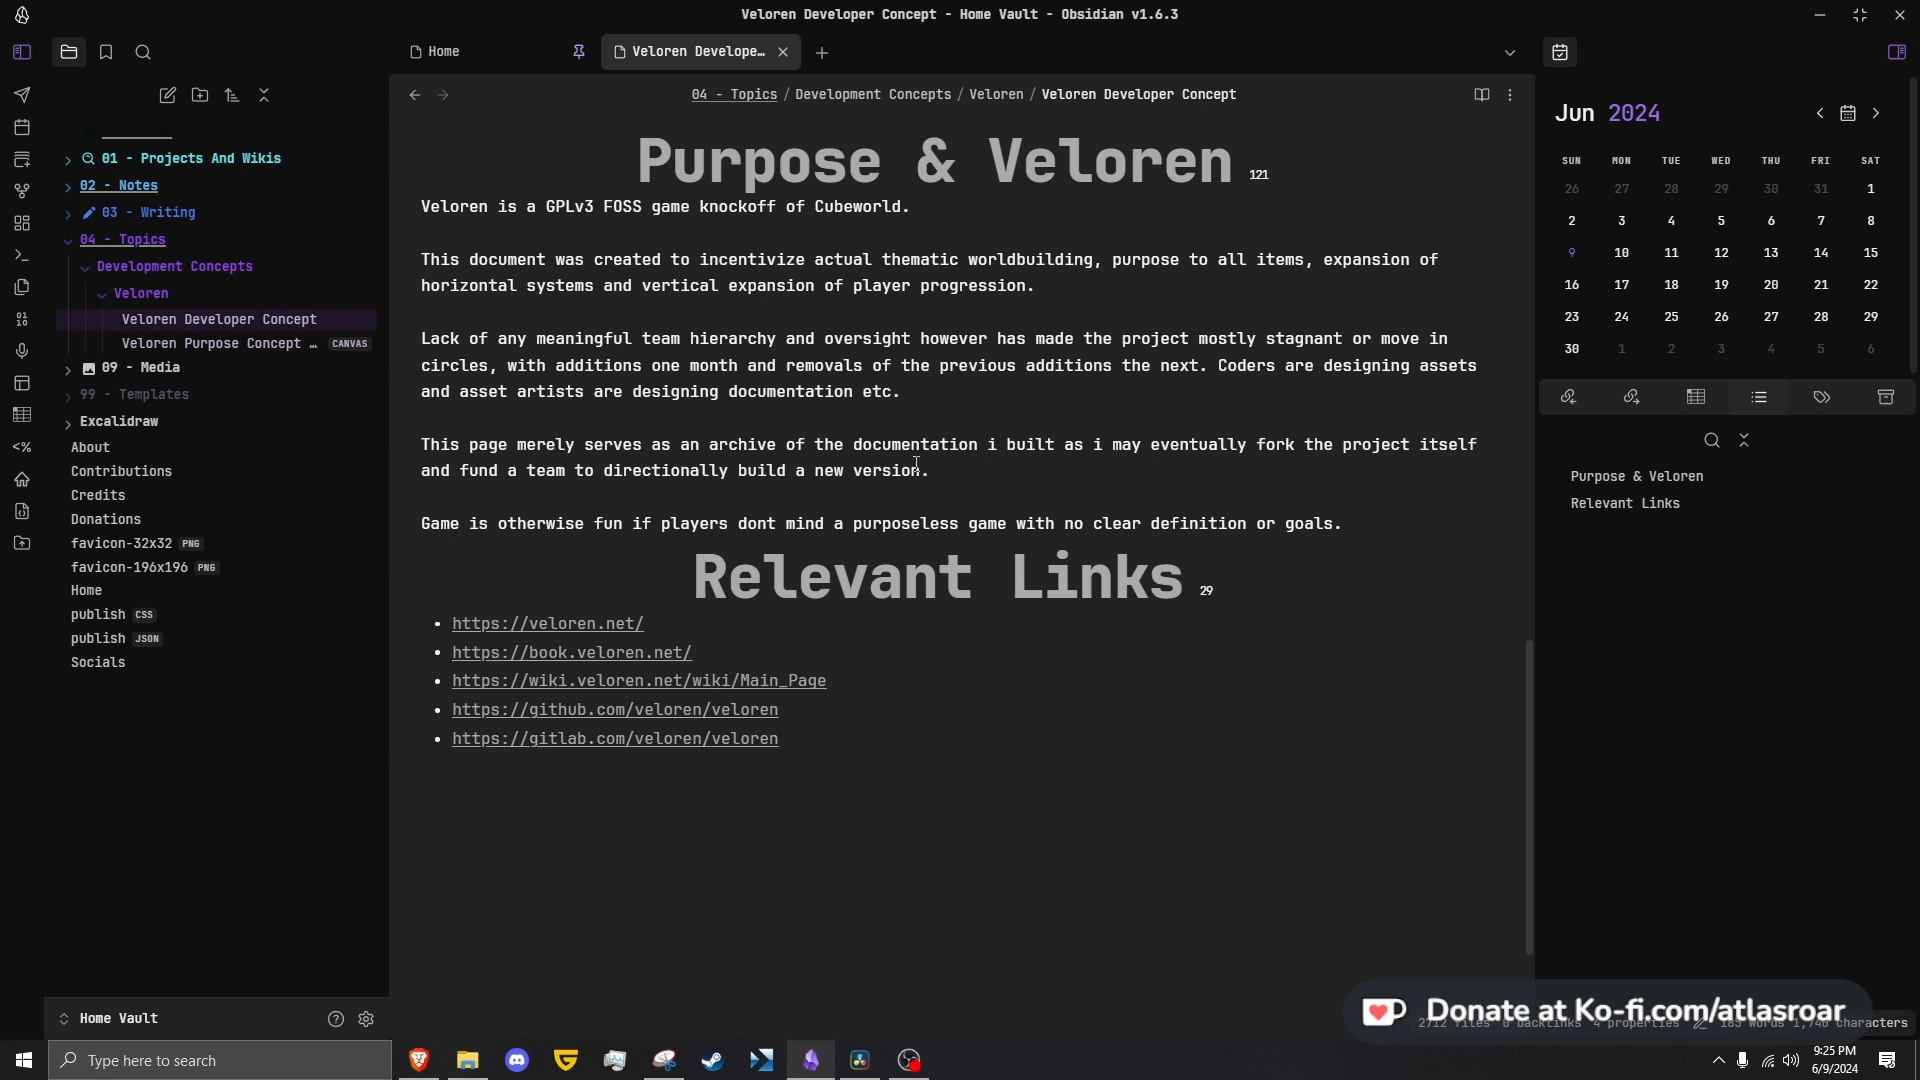 Veloren Developer Concept - Home Vault - Obsidian v1.6.3
Home
Veloren Develope…
04 - Topics / Development Concepts / Veloren / Veloren Developer Concept
01 - Projects And Wikis
02 - Notes
03 - Writing
04 - Topics
Development Concepts
Veloren
Veloren Developer Concept
Veloren Purpose Concept … CANVAS
09 - Media
99 - Templates
Excalidraw
About
Contributions
Credits
Donations
favicon-32x32 PNG
favicon-196x196 PNG
Home
publish CSS
publish JSON
Socials
Home Vault
Purpose & Veloren 121
Veloren is a GPLv3 FOSS game knockoff of Cubeworld.
This document was created to incentivize actual thematic worldbuilding, purpose to all items, expansion of
horizontal systems and vertical expansion of player progression.
Lack of any meaningful team hierarchy and oversight however has made the project mostly stagnant or move in
circles, with additions one month and removals of the previous additions the next. Coders are designing assets
and asset artists are designing documentation etc.
This page merely serves as an archive of the documentation i built as i may eventually fork the project itself
and fund a team to directionally build a new version.
Game is otherwise fun if players dont mind a purposeless game with no clear definition or goals.
Relevant Links 29
• https://veloren.net/
• https://book.veloren.net/
• https://wiki.veloren.net/wiki/Main_Page
• https://github.com/veloren/veloren
• https://gitlab.com/veloren/veloren
Jun 2024
SUN MON TUE WED THU FRI SAT
26 27 28 29 30 31 1
2 3 4 5 6 7 8
9 10 11 12 13 14 15
16 17 18 19 20 21 22
23 24 25 26 27 28 29
30 1 2 3 4 5 6
Purpose & Veloren
Relevant Links
Donate at Ko-fi.com/atlasroar
2712 files 0 backlinks 4 properties 185 words 1,740 characters
Type here to search
9:25 PM
6/9/2024